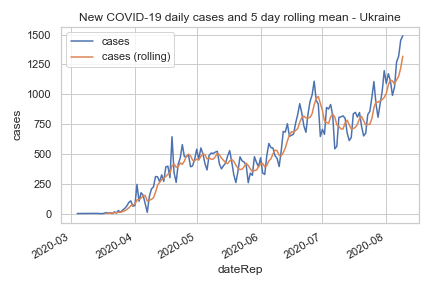 New COVID-19 daily cases and 5 day rolling mean - Ukraine
cases
cases (rolling)
1500
1250
1000
750
500
250
0
cases
2020-03
2020-04
2020-05
2020-06
2020-07
2020-08
dateRep